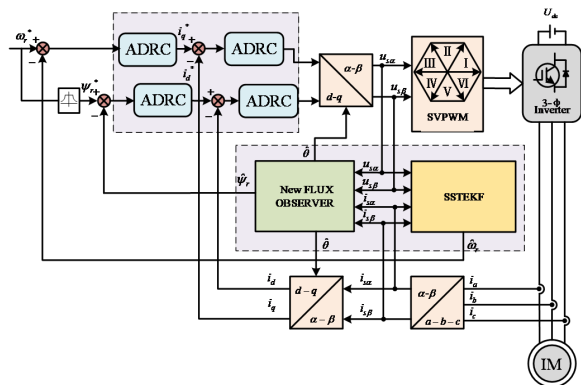 U_dc
ω_r* + −
ADRC
i_q* + −
ADRC
ψ_r* + −
ADRC
i_d* + −
ADRC
α-β
d-q
u_sα
u_sβ
I
II
III
IV
V
VI
SVPWM
3-Φ
Inverter
θ̂
ψ̂_r
New FLUX
OBSERVER
u_sα
u_sβ
i_sα
i_sβ
SSTEKF
θ̂
ω̂_r
i_d
i_q
d−q
α−β
i_sα
i_sβ
α-β
a−b−c
i_a
i_b
i_c
IM